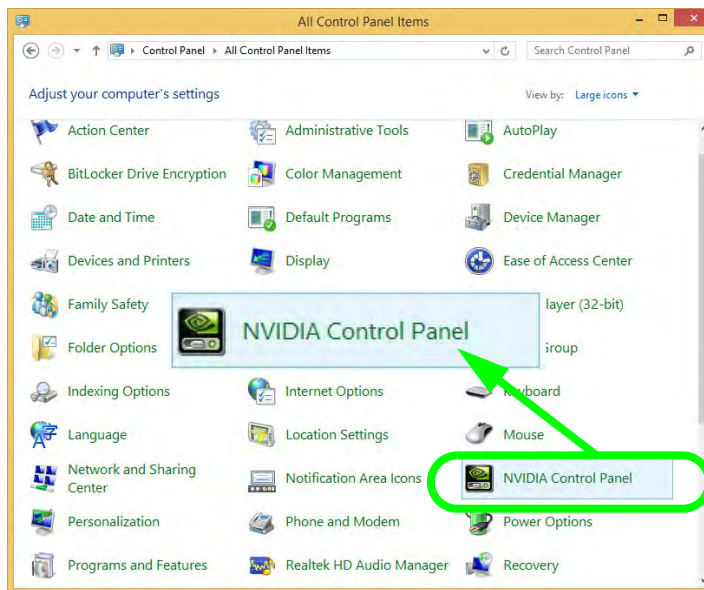 All Control Panel Items
Control Panel All Control Panel Items Search Control Panel
Adjust your computer's settings View by: Large icons
Action Center Administrative Tools AutoPlay
BitLocker Drive Encryption Color Management Credential Manager
Date and Time Default Programs Device Manager
Devices and Printers Display Ease of Access Center
Family Safety layer (32-bit)
NVIDIA Control Panel
Folder Options
Indexing Options Internet Options
Language Location Settings Mouse
Network and Sharing
Center Notification Area Icons NVIDIA Control Panel
Personalization Phone and Modem Power Options
Programs and Features Realtek HD Audio Manager Recovery